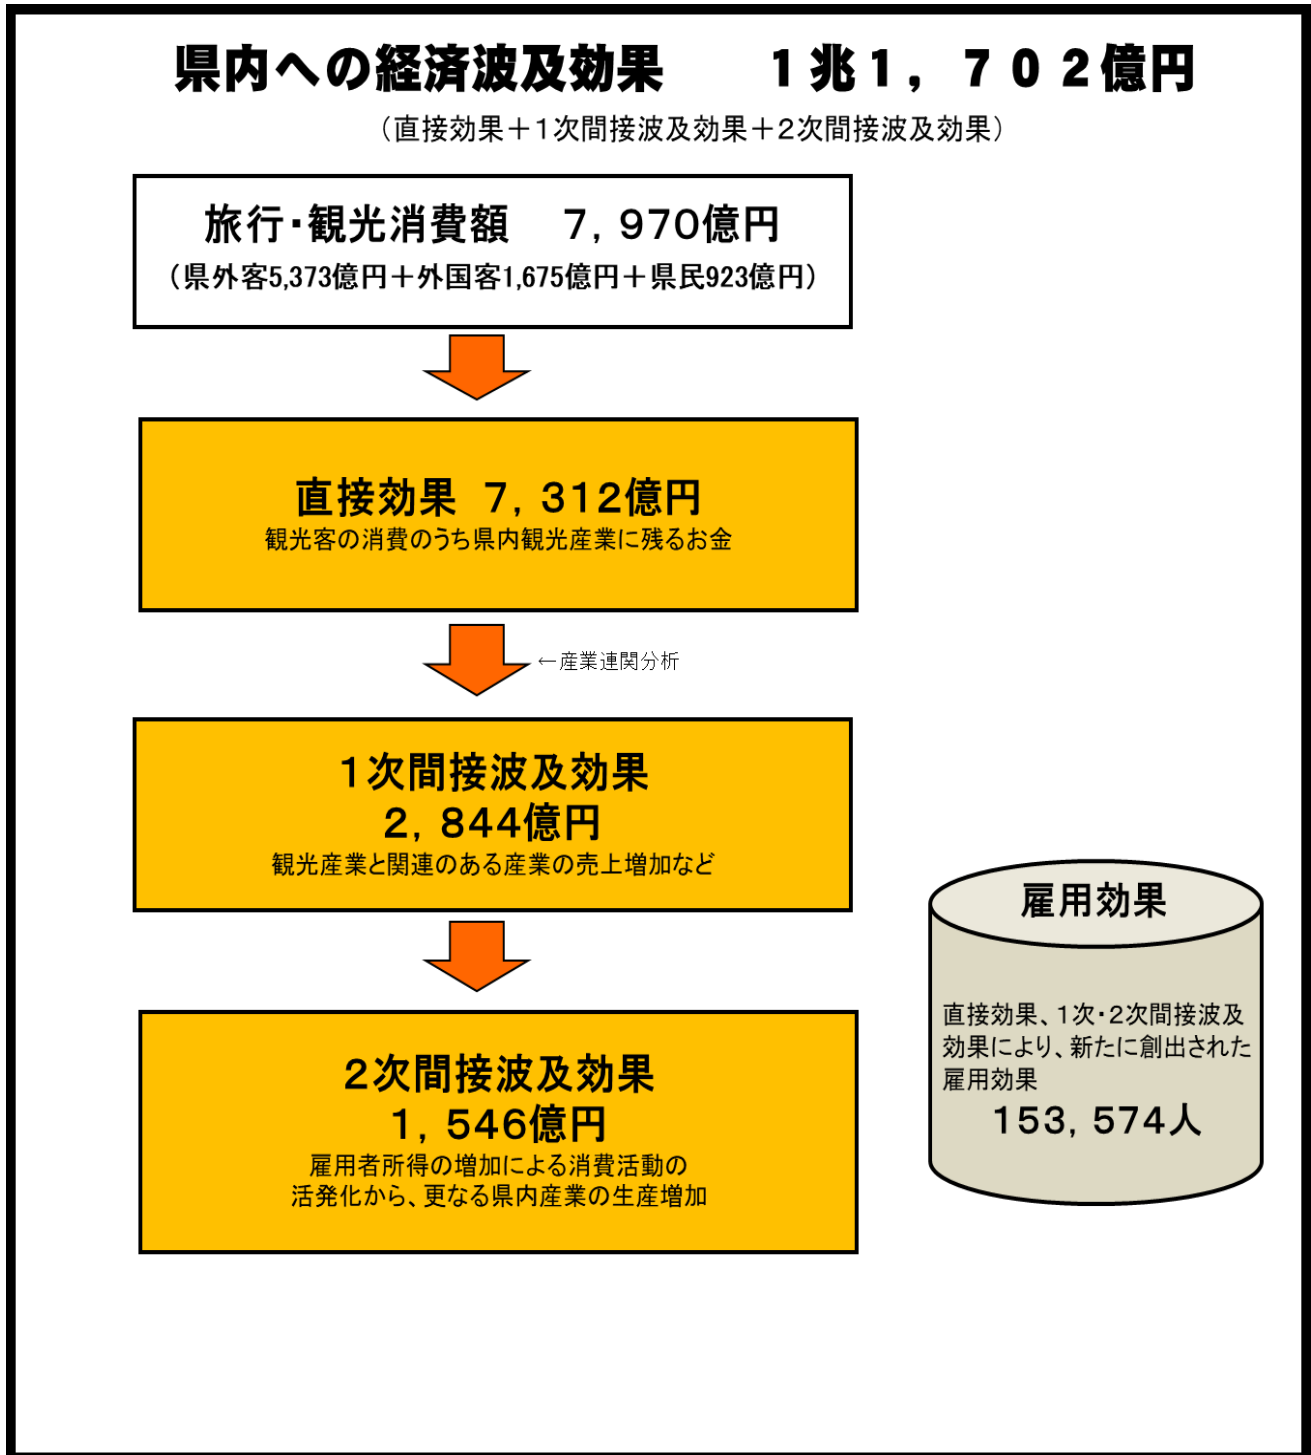 県内への経済波及効果　　１兆１，７０２億円
（直接効果＋１次間接波及効果＋２次間接波及効果）
旅行・観光消費額　７，９７０億円
（県外客5,373億円＋外国客1,675億円＋県民923億円）
直接効果 ７，３１２億円
観光客の消費のうち県内観光産業に残るお金
←産業連関分析
１次間接波及効果
２，８４４億円
観光産業と関連のある産業の売上増加など
２次間接波及効果
１，５４６億円
雇用者所得の増加による消費活動の
活発化から、更なる県内産業の生産増加
雇用効果
直接効果、１次・２次間接波及
効果により、新たに創出された
雇用効果
１５３，５７４人